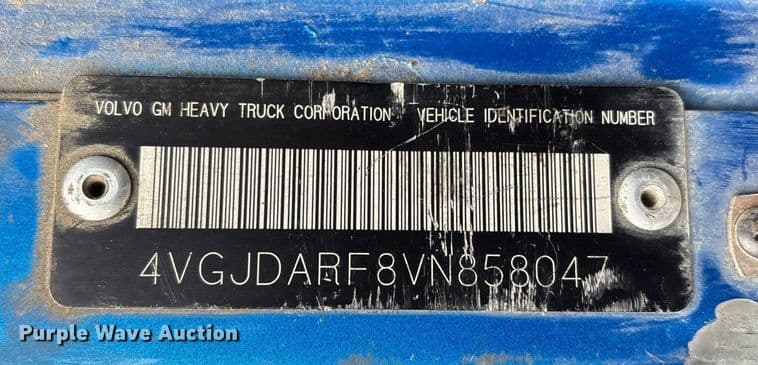 VOLVO GM HEAVY TRUCK CORPORATION VEHICLE IDENTIFICATION NUMBER
4VGJDARF8VN858047
Purple Wave Auction